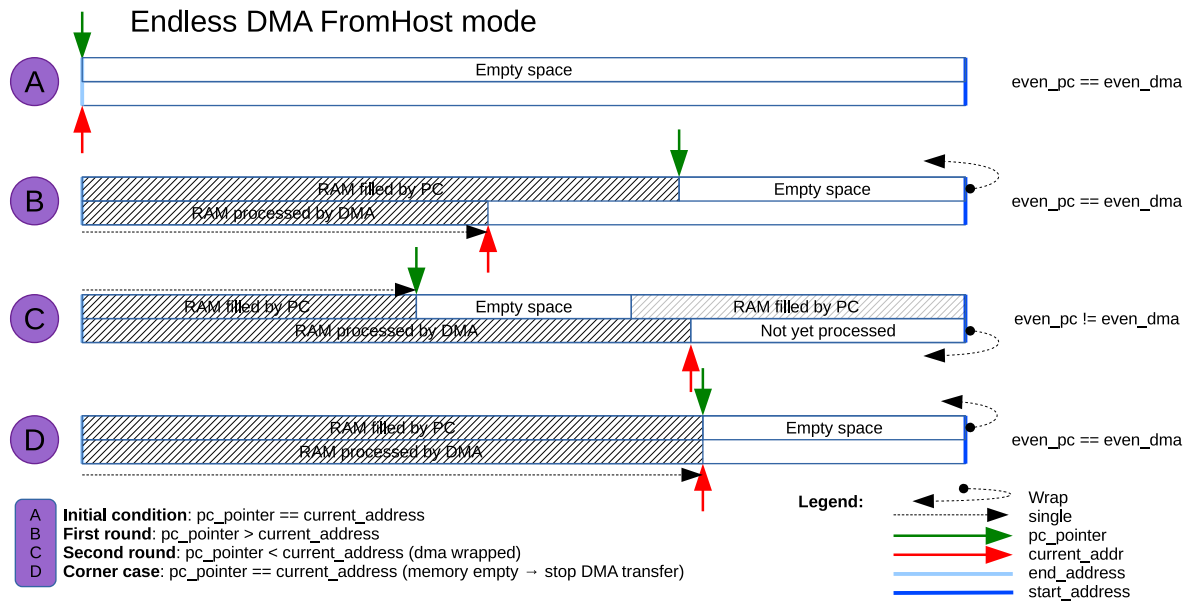 Endless DMA FromHost mode
A
Empty space
even_pc == even_dma
B
RAM filled by PC
Empty space
RAM processed by DMA
even_pc == even_dma
C
RAM filled by PC
Empty space
RAM filled by PC
RAM processed by DMA
Not yet processed
even_pc != even_dma
D
RAM filled by PC
Empty space
RAM processed by DMA
even_pc == even_dma
A Initial condition: pc_pointer == current_address
B First round: pc_pointer > current_address
C Second round: pc_pointer < current_address (dma wrapped)
D Corner case: pc_pointer == current_address (memory empty → stop DMA transfer)
Legend:
Wrap
single
pc_pointer
current_addr
end_address
start_address